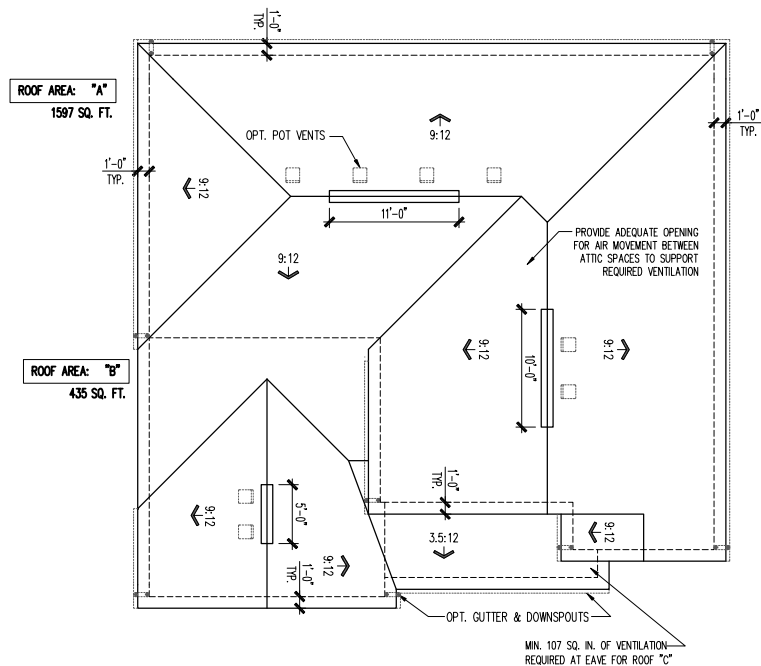 1'-0"
TYP.
ROOF AREA: "A"
1597 SQ. FT.
1'-0"
TYP.
1'-0"
TYP.
9:12
OPT. POT VENTS
9:12
11'-0"
9:12
PROVIDE ADEQUATE OPENING
FOR AIR MOVEMENT BETWEEN
ATTIC SPACES TO SUPPORT
REQUIRED VENTILATION
ROOF AREA: "B"
435 SQ. FT.
9:12
10'-0"
9:12
1'-0"
TYP.
9:12
5'-0"
3.5:12
9:12
9:12
1'-0"
TYP.
OPT. GUTTER & DOWNSPOUTS
MIN. 107 SQ. IN. OF VENTILATION
REQUIRED AT EAVE FOR ROOF "C"